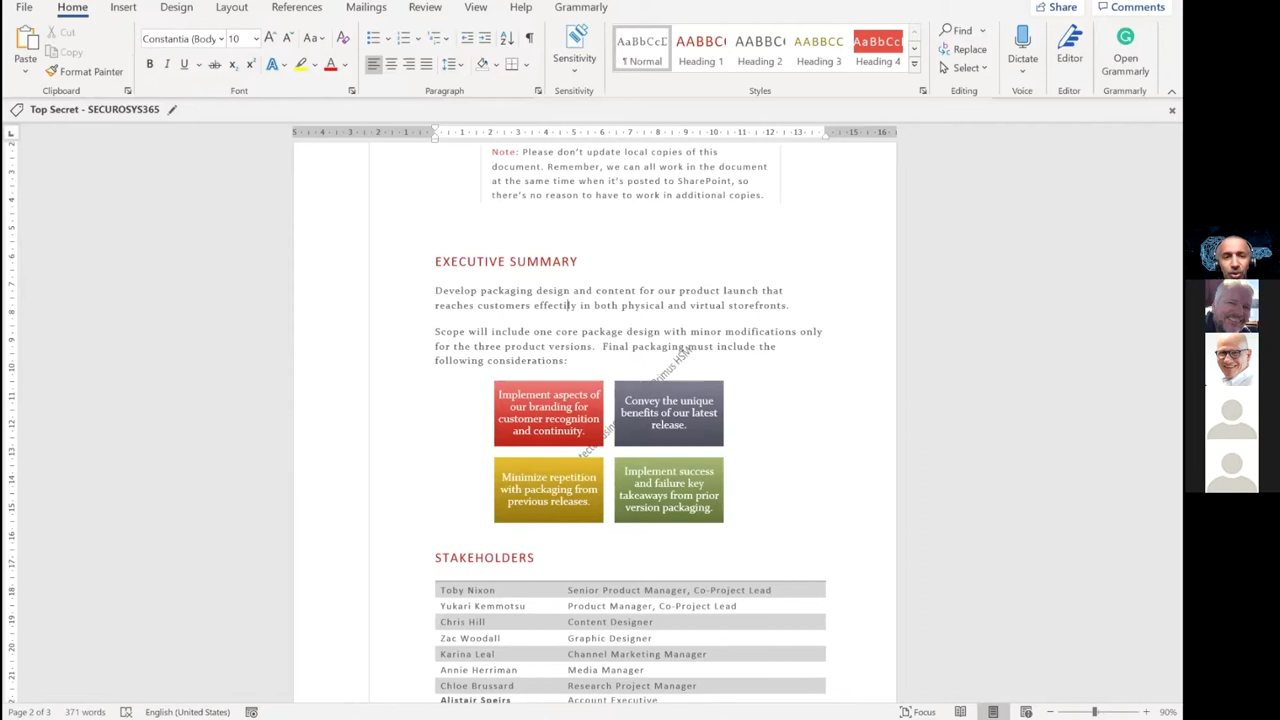 File Home Insert Design Layout References Mailings Review View Help Grammarly Share Comments
Paste
Cut
Copy
Format Painter
Clipboard
Constantia (Body 10
Font
Paragraph
Sensitivity
Sensitivity
AaBbCcD AABBC AABBC AABBCC AaBbCcI
¶ Normal Heading 1 Heading 2 Heading 3 Heading 4
Styles
Find
Replace
Select
Editing
Dictate
Voice
Editor
Editor
Open
Grammarly
Grammarly
Top Secret - SECUROSYS365
Note: Please don't update local copies of this
document. Remember, we can all work in the document
at the same time when it's posted to SharePoint, so
there's no reason to have to work in additional copies.
EXECUTIVE SUMMARY
Develop packaging design and content for our product launch that
reaches customers effectily in both physical and virtual storefronts.
Scope will include one core package design with minor modifications only
for the three product versions. Final packaging must include the
following considerations:
Implement aspects of
our branding for
customer recognition
and continuity.
Convey the unique
benefits of our latest
release.
Minimize repetition
with packaging from
previous releases.
Implement success
and failure key
takeaways from prior
version packaging.
Primus HSM
STAKEHOLDERS
Toby Nixon Senior Product Manager, Co-Project Lead
Yukari Kemmotsu Product Manager, Co-Project Lead
Chris Hill Content Designer
Zac Woodall Graphic Designer
Karina Leal Channel Marketing Manager
Annie Herriman Media Manager
Chloe Brussard Research Project Manager
Alistair Speirs Account Executive
Page 2 of 3 371 words English (United States) Focus 90%